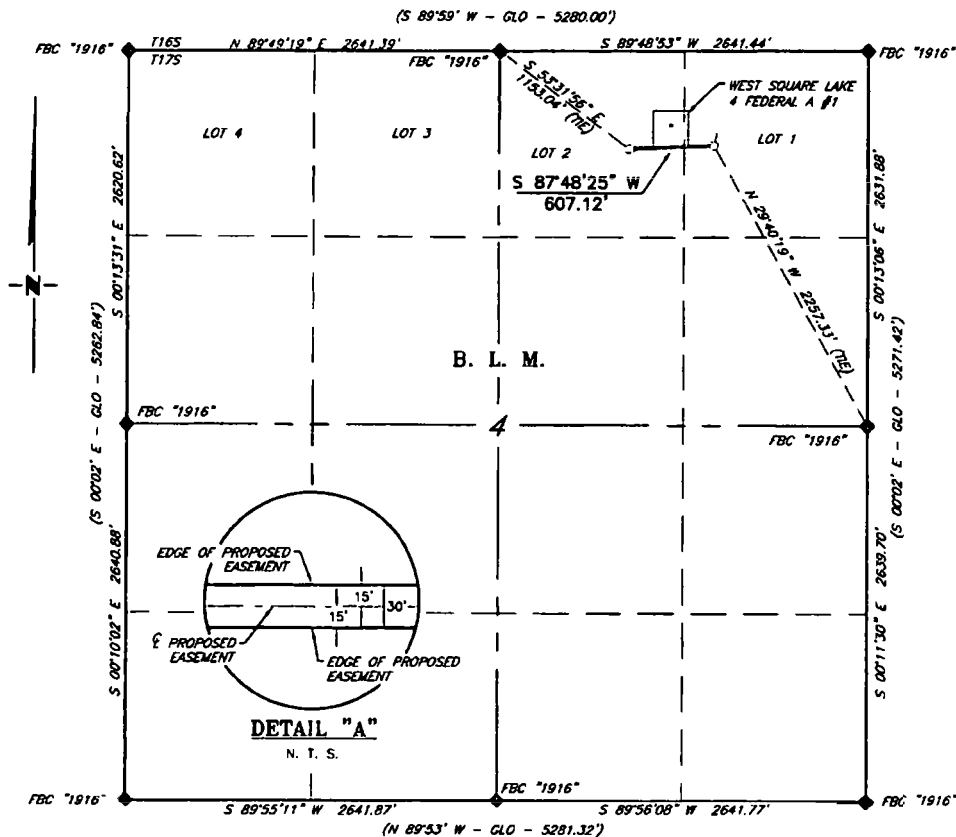 (S 89°59' W - GLO - 5280.00')
FBC "1916"
T16S
T17S
N 89°49'19" E 2641.39'
FBC "1916"
S 89°48'53" W 2641.44'
FBC "1916"
S 53°31'56" E
1153.04' (TIE)
WEST SQUARE LAKE
4 FEDERAL A #1
LOT 4
LOT 3
LOT 2
LOT 1
S 87°48'25" W
607.12'
N 29°40'19" W 2257.33' (TIE)
S 00°13'31" E 2620.62'
S 00°13'06" E 2631.88'
N
B. L. M.
(S 00°02' E - GLO - 5262.84')
(S 00°02' E - GLO - 5271.42')
FBC "1916"
4
FBC "1916"
S 00°10'02" E 2640.88'
S 00°11'30" E 2639.70'
EDGE OF PROPOSED
EASEMENT
15'
15'
30'
℄ PROPOSED
EASEMENT
EDGE OF PROPOSED
EASEMENT
DETAIL "A"
N. T. S.
FBC "1916"
S 89°55'11" W 2641.87'
FBC "1916"
S 89°56'08" W 2641.77'
FBC "1916"
(N 89°53' W - GLO - 5281.32')